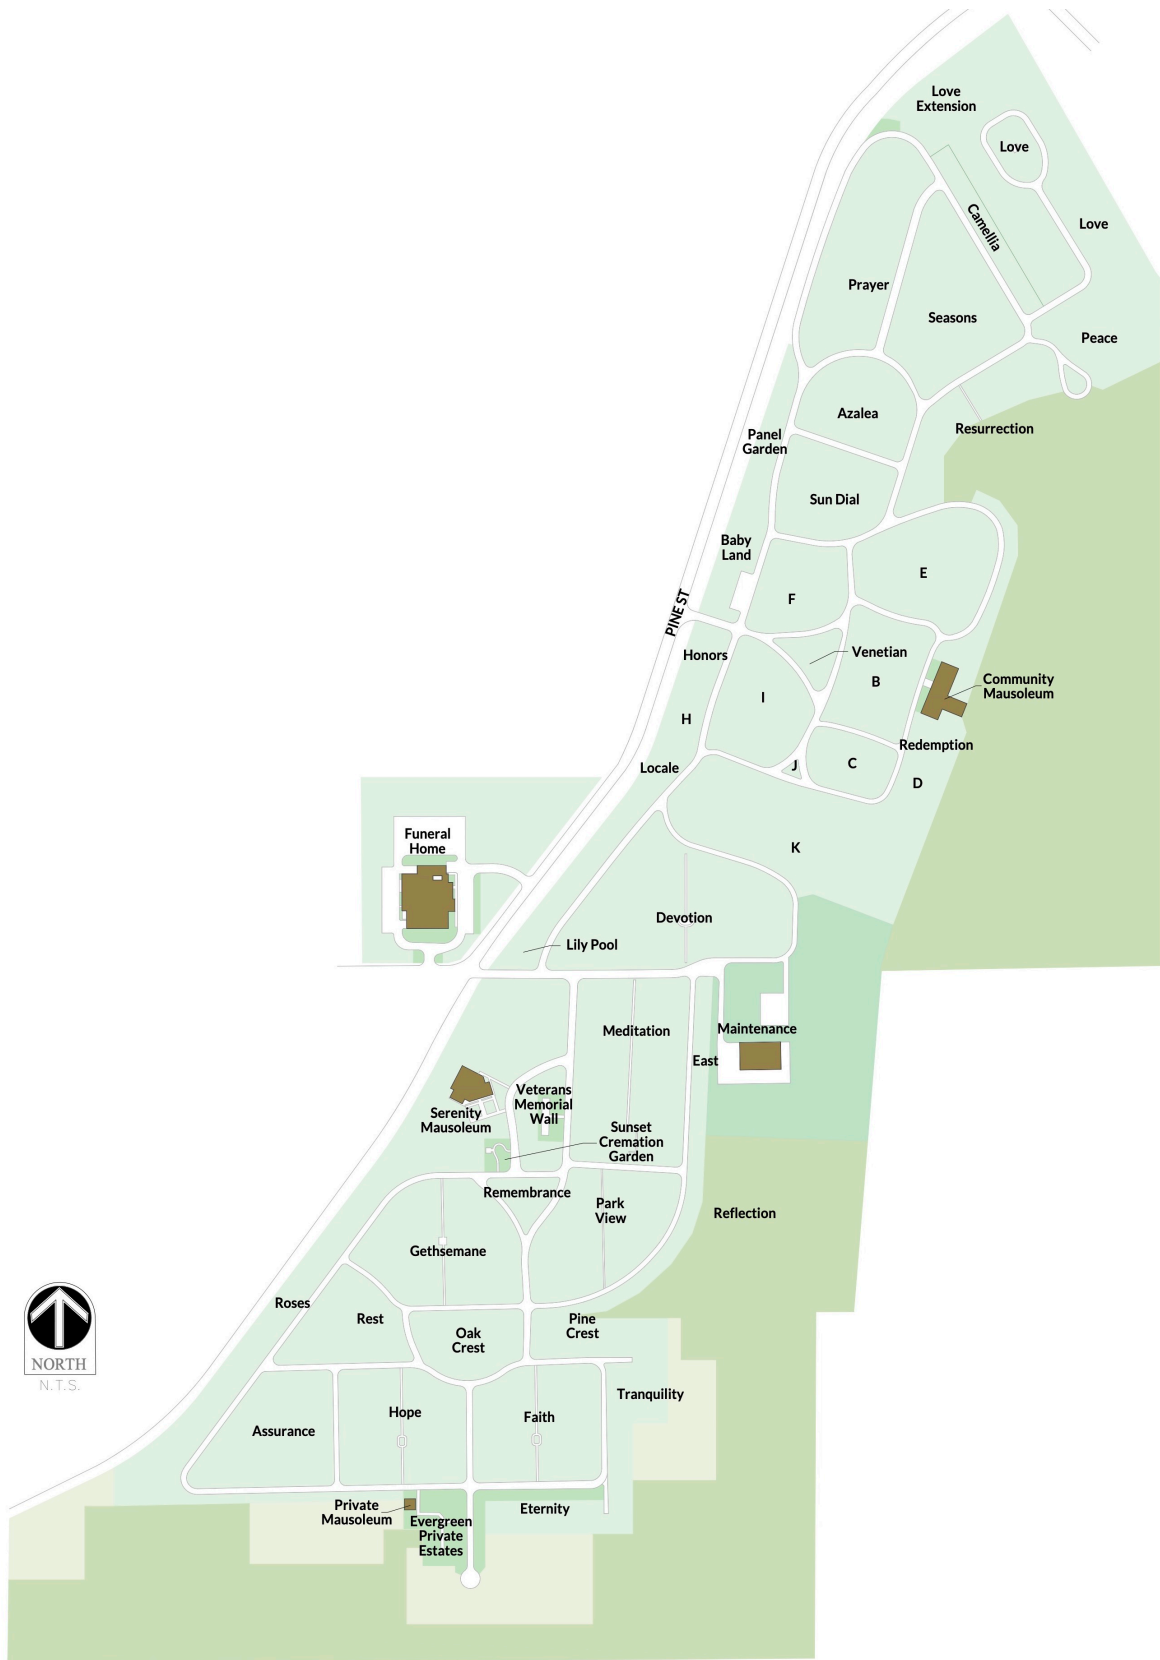 Love
Extension
Love
Camellia
Love
Prayer
Seasons
Peace
Azalea
Resurrection
Panel
Garden
Sun Dial
Baby
Land
E
F
PINE ST
Honors
Venetian
B
Community
Mausoleum
I
H
Redemption
Locale
J
C
D
Funeral
Home
K
Devotion
Lily Pool
Meditation
Maintenance
East
Veterans
Memorial
Wall
Serenity
Mausoleum
Sunset
Cremation
Garden
Remembrance
Park
View
Reflection
Gethsemane
Roses
Rest
Oak
Crest
Pine
Crest
NORTH
N.T.S.
Tranquility
Hope
Faith
Assurance
Private
Mausoleum
Evergreen
Private
Estates
Eternity